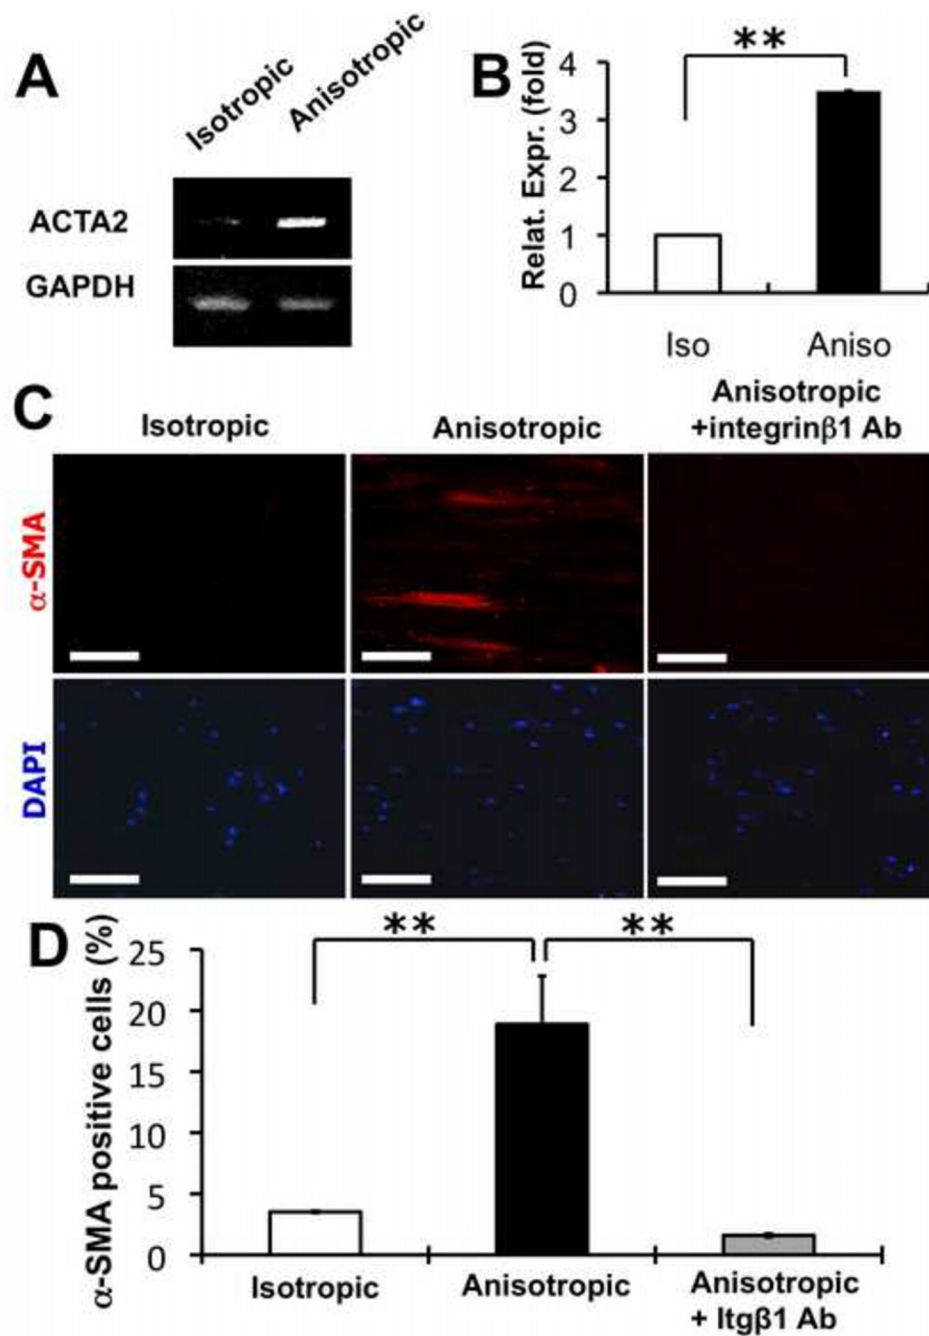 A
Isotropic
Anisotropic
ACTA2
GAPDH
B
**
Relat. Expr. (fold)
4
3
2
1
0
Iso
Aniso
C
Isotropic
Anisotropic
Anisotropic
+integrinβ1 Ab
α-SMA
DAPI
D
**
**
α-SMA positive cells (%)
25
20
15
10
5
0
Isotropic
Anisotropic
Anisotropic
+ Itgβ1 Ab